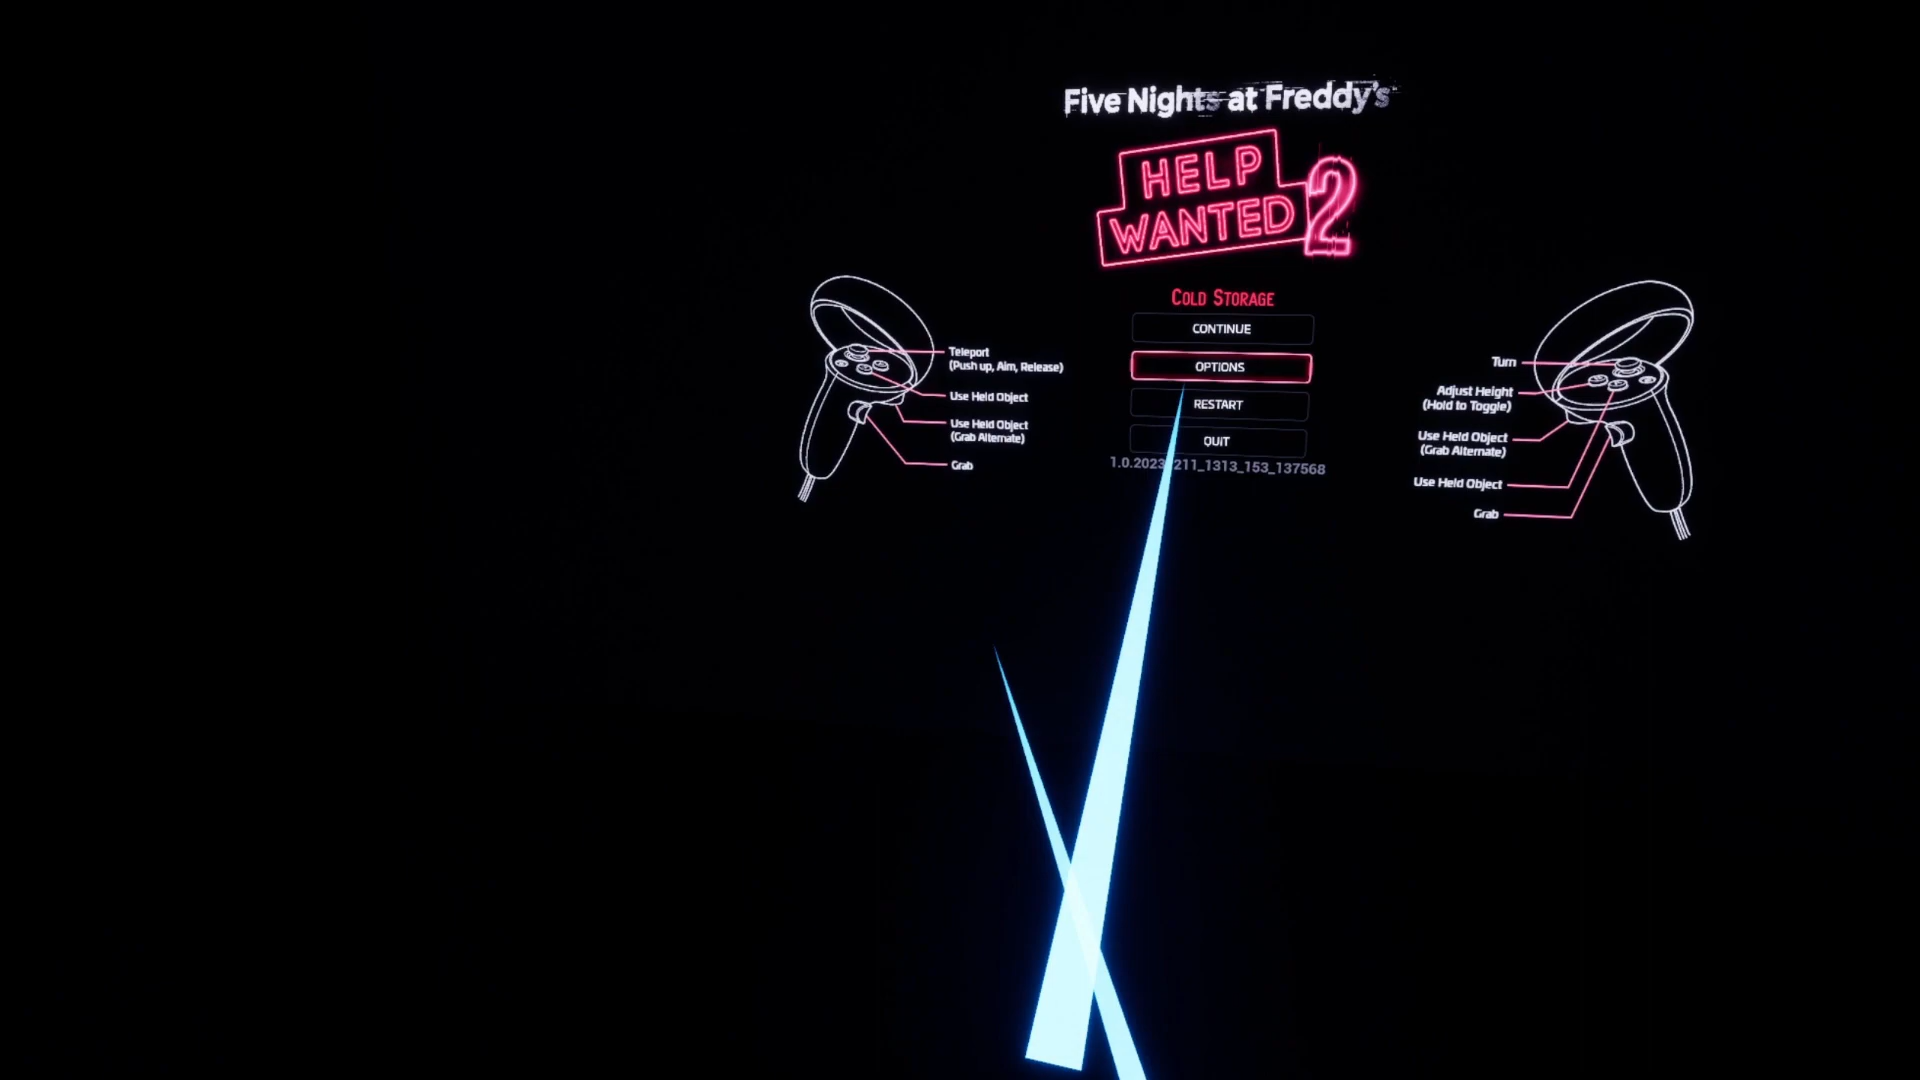 Five Nights at Freddy's
HELP
WANTED 2
COLD STORAGE
CONTINUE
OPTIONS
RESTART
QUIT
211_1313_153_137568
Teleport
(Push up, Aim, Release)
Use Held Object
Use Held Object
(Grab Alternate)
Grab
Turn
Adjust Height
(Hold to Toggle)
Use Held Object
(Grab Alternate)
Use Held Object
Grab